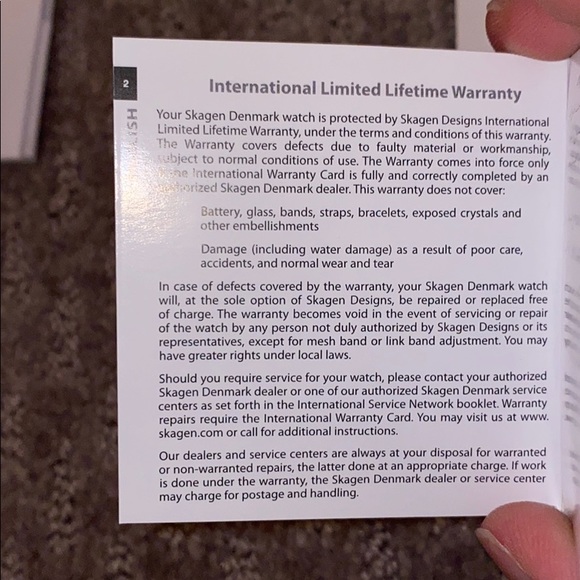 2
ISH
International Limited Lifetime Warranty
Your Skagen Denmark watch is protected by Skagen Designs International
Limited Lifetime Warranty, under the terms and conditions of this warranty.
The Warranty covers defects due to faulty material or workmanship,
subject to normal conditions of use. The Warranty comes into force only
the International Warranty Card is fully and correctly completed by an
authorized Skagen Denmark dealer. This warranty does not cover:
Battery, glass, bands, straps, bracelets, exposed crystals and
other embellishments
Damage (including water damage) as a result of poor care,
accidents, and normal wear and tear
In case of defects covered by the warranty, your Skagen Denmark watch
will, at the sole option of Skagen Designs, be repaired or replaced free
of charge. The warranty becomes void in the event of servicing or repair
of the watch by any person not duly authorized by Skagen Designs or its
representatives, except for mesh band or link band adjustment. You may
have greater rights under local laws.
Should you require service for your watch, please contact your authorized
Skagen Denmark dealer or one of our authorized Skagen Denmark service
centers as set forth in the International Service Network booklet. Warranty
repairs require the International Warranty Card. You may visit us at www.
skagen.com or call for additional instructions.
Our dealers and service centers are always at your disposal for warranted
or non-warranted repairs, the latter done at an appropriate charge. If work
is done under the warranty, the Skagen Denmark dealer or service center
may charge for postage and handling.